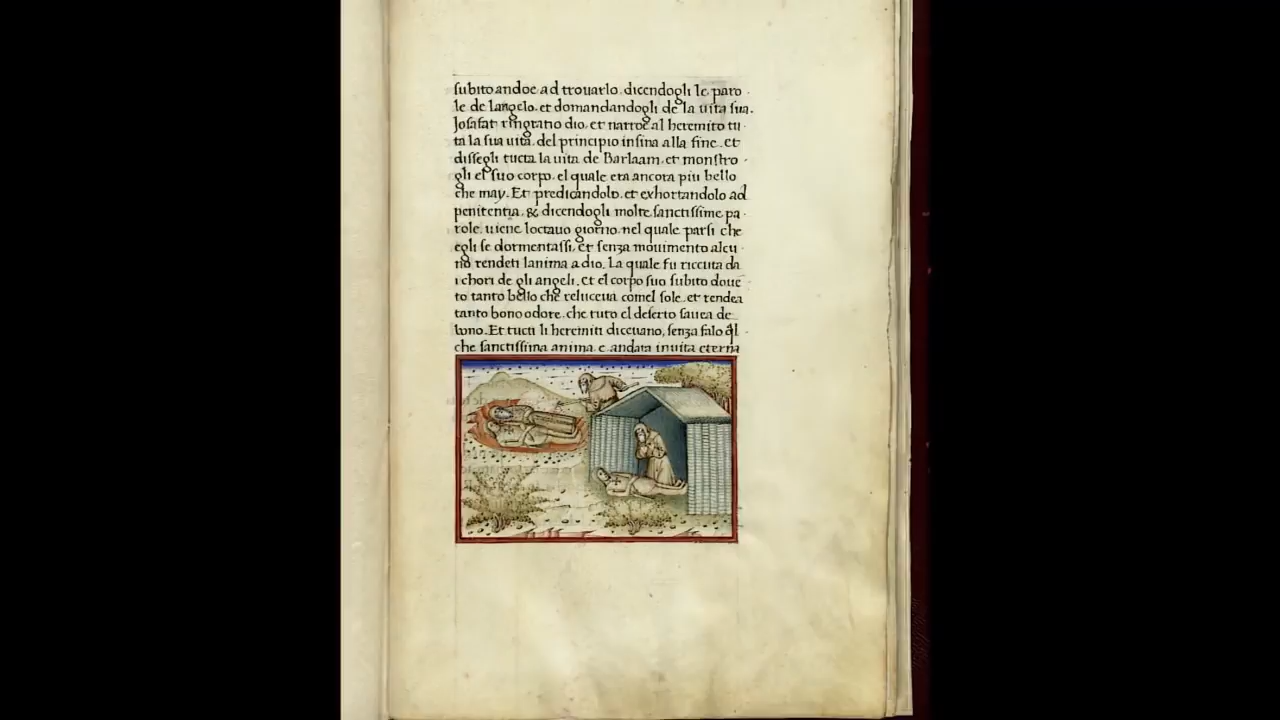 subito andoe ad trouarlo. dicendogli le paro
le de langelo. et domandandogli de la uita sua.
Josafat ringratio dio, et narroe al heremito tu
ta la sua uita, del principio insina alla fine. et
dissegli tucta la uita de Barlaam. et monstro
gli el suo corpo. el quale era ancora piu bello
che may. Et predicandolo, et exhortandolo ad
penitentia. & dicendogli molte sanctissime pa
role. uiene loctauo giorno. nel quale parsi che
egli se dormentassi, et senza mouimento alcu
no rendeti lanima a dio. La quale fu riceuta da
i chori de gli angeli. Et el corpo suo subito doue
to tanto bello che reluceua comel sole. et rendea
tanto bono odore. che tuto el deserto sauea de
bono. Et tucti li heremiti diceuano, senza falo q̄l
che sanctissima anima. e andata inuita eterna